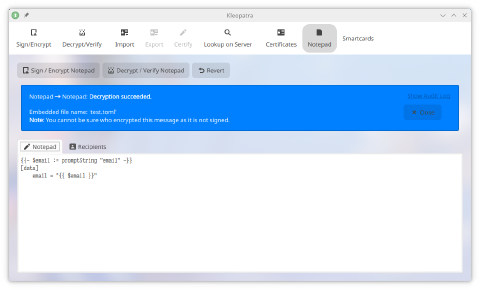 Kleopatra
Sign/Encrypt Decrypt/Verify Import Export Certify Lookup on Server Certificates Notepad Smartcards
Sign / Encrypt Notepad Decrypt / Verify Notepad Revert
Notepad → Notepad: Decryption succeeded.
Show Audit Log
Embedded file name: 'test.toml'
Note: You cannot be sure who encrypted this message as it is not signed.
Notepad Recipients
{{- $email := promptString "email" -}}
[data]
email = "{{ $email }}"